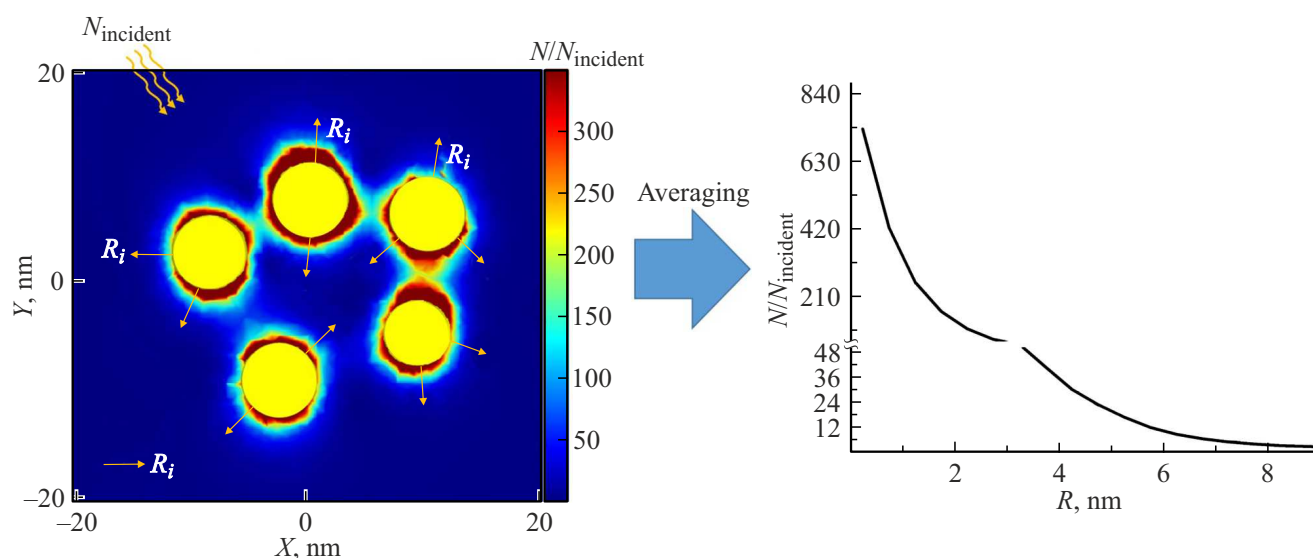 N_incident
N/N_incident
20
0
–20
Y, nm
–20
0
20
X, nm
R_i
R_i
R_i
R_i
300
250
200
150
100
50
Averaging
840
630
420
210
48
36
24
12
N/N_incident
2
4
6
8
R, nm